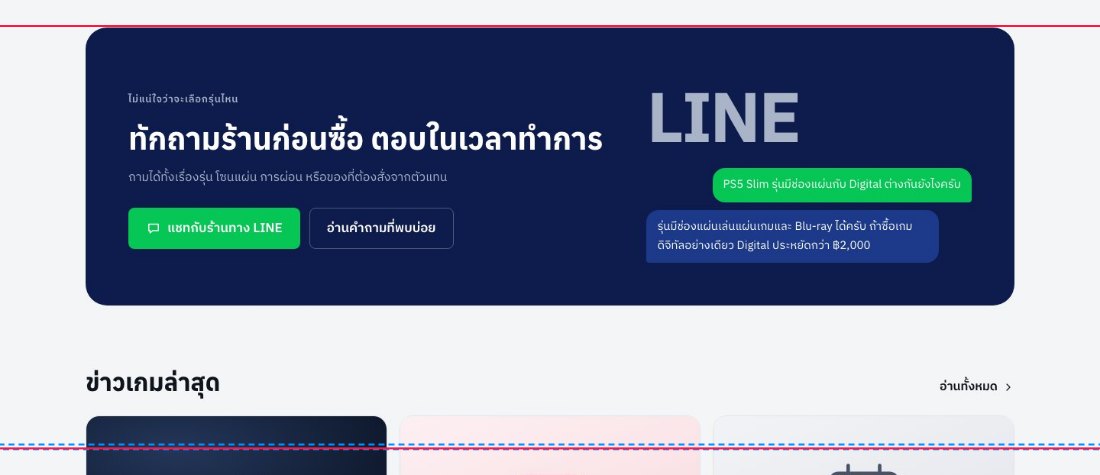 ไม่แน่ใจว่าจะเลือกรุ่นไหน
ทักถามร้านก่อนซื้อ ตอบในเวลาทำการ
ถามได้ทั้งเรื่องรุ่น โซนแผ่น การผ่อน หรือของที่ต้องสั่งจากตัวแทน
แชทกับร้านทาง LINE
อ่านคำถามที่พบบ่อย
LINE
PS5 Slim รุ่นมีช่องแผ่นกับ Digital ต่างกันยังไงครับ
รุ่นมีช่องแผ่นเล่นแผ่นเกมและ Blu-ray ได้ครับ ถ้าซื้อเกม
ดิจิทัลอย่างเดียว Digital ประหยัดกว่า ฿2,000
ข่าวเกมล่าสุด
อ่านทั้งหมด